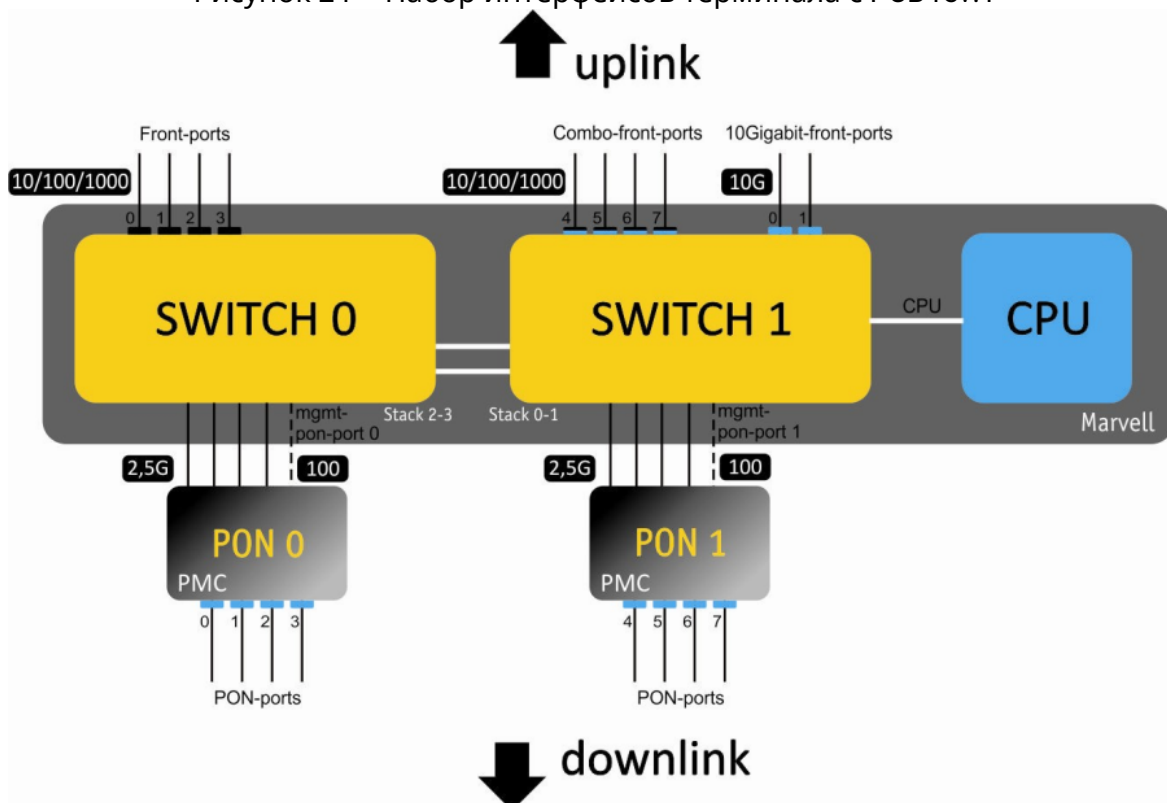 uplink
Front-ports
Combo-front-ports
10Gigabit-front-ports
10/100/1000
10/100/1000
10G
0 1 2 3
4 5 6 7
0 1
SWITCH 0
SWITCH 1
CPU
CPU
mgmt-
pon-port 0
Stack 2-3
Stack 0-1
mgmt-
pon-port 1
Marvell
2,5G
100
2,5G
100
PON 0
PMC
PON 1
PMC
0 1 2 3
4 5 6 7
PON-ports
PON-ports
downlink